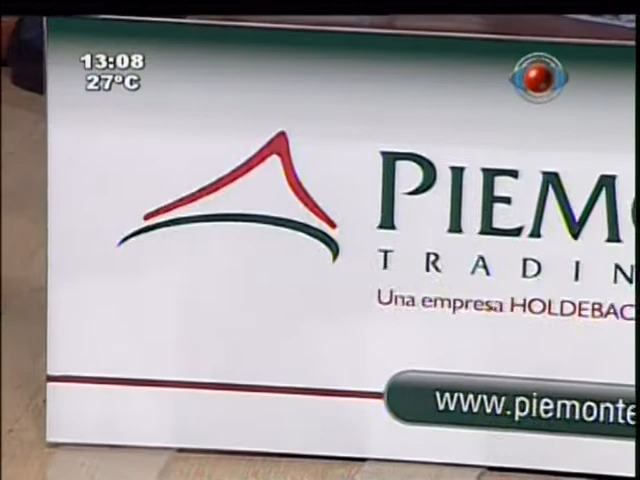 13:08
27°C
PIEM
TRADIN
Una empresa HOLDEBAC
www.piemonte